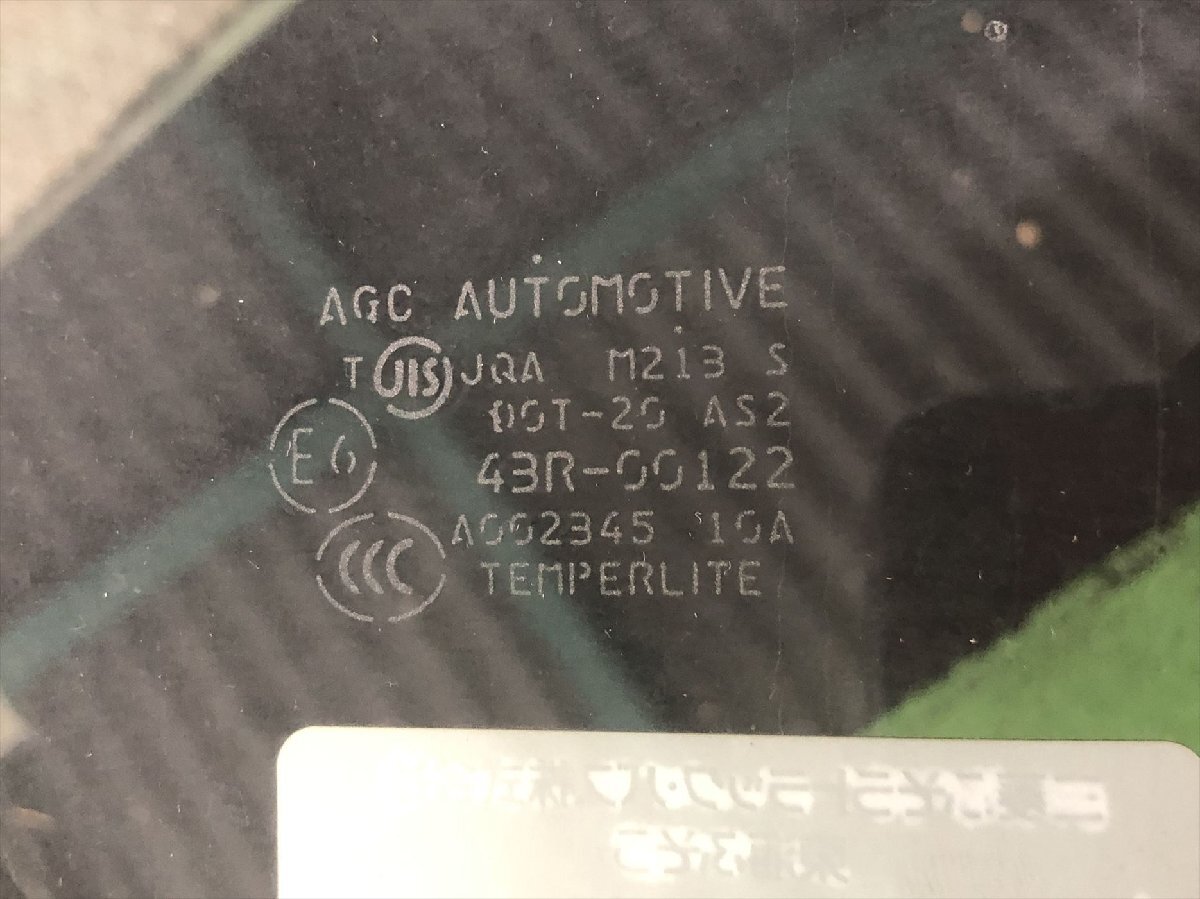 AGC AUTOMOTIVE
T JIS JQA M213 S
DOT-20 AS2
E6 43R-00122
CCC A002345 10A
TEMPERLITE